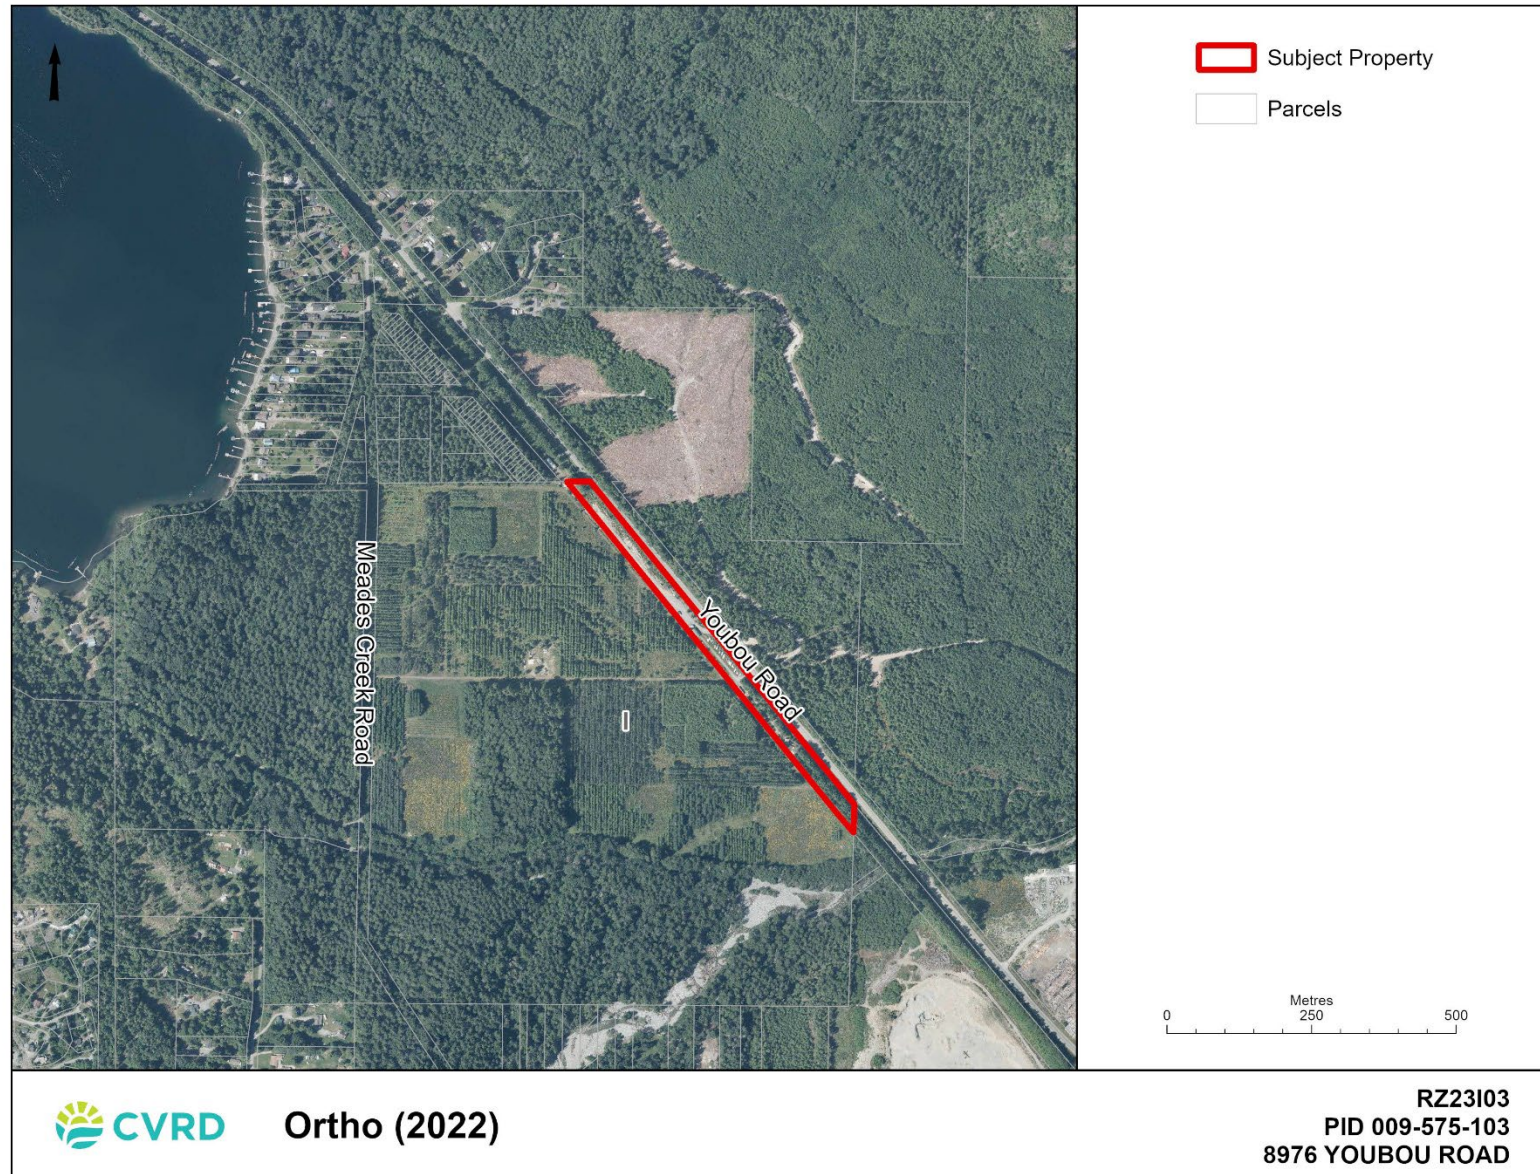 Subject Property
Parcels
Meades Creek Road
Youbou Road
I
Metres
0 250 500
CVRD
Ortho (2022)
RZ23I03
PID 009-575-103
8976 YOUBOU ROAD